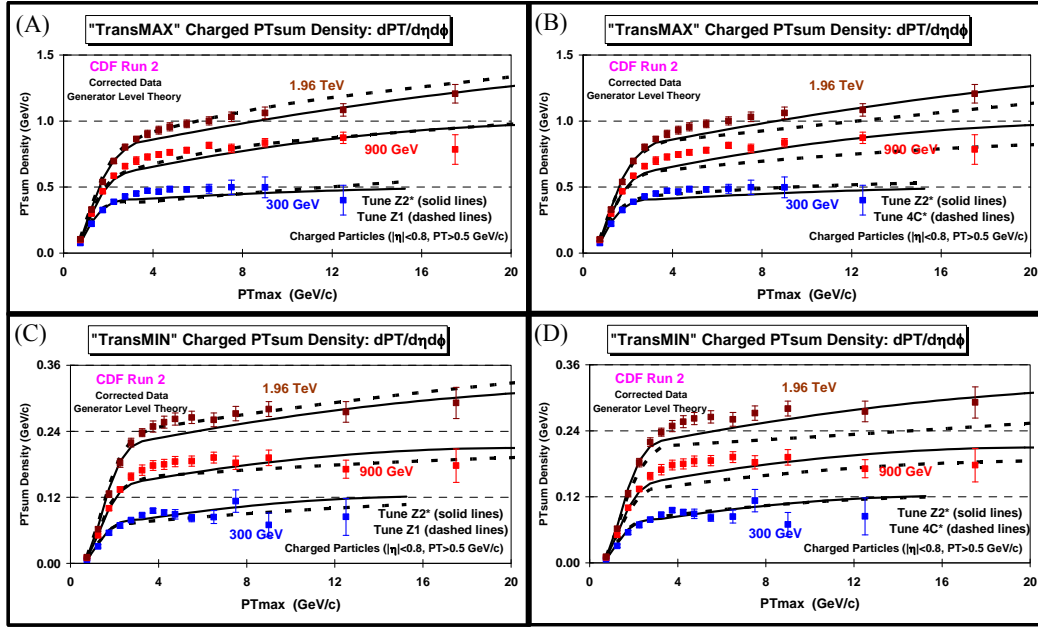 (A)
"TransMAX" Charged PTsum Density: dPT/dηdϕ
1.5
1.0
0.5
0.0
PTsum Density (GeV/c)
CDF Run 2
Corrected Data
Generator Level Theory
1.96 TeV
900 GeV
300 GeV
Tune Z2* (solid lines)
Tune Z1 (dashed lines)
Charged Particles (|η|<0.8, PT>0.5 GeV/c)
0 4 8 12 16 20
PTmax (GeV/c)
(B)
"TransMAX" Charged PTsum Density: dPT/dηdϕ
1.5
1.0
0.5
0.0
PTsum Density (GeV/c)
CDF Run 2
Corrected Data
Generator Level Theory
1.96 TeV
900 GeV
300 GeV
Tune Z2* (solid lines)
Tune 4C* (dashed lines)
Charged Particles (|η|<0.8, PT>0.5 GeV/c)
0 4 8 12 16 20
PTmax (GeV/c)
(C)
"TransMIN" Charged PTsum Density: dPT/dηdϕ
0.36
0.24
0.12
0.00
PTsum Density (GeV/c)
CDF Run 2
Corrected Data
Generator Level Theory
1.96 TeV
900 GeV
300 GeV
Tune Z2* (solid lines)
Tune Z1 (dashed lines)
Charged Particles (|η|<0.8, PT>0.5 GeV/c)
0 4 8 12 16 20
PTmax (GeV/c)
(D)
"TransMIN" Charged PTsum Density: dPT/dηdϕ
0.36
0.24
0.12
0.00
PTsum Density (GeV/c)
CDF Run 2
Corrected Data
Generator Level Theory
1.96 TeV
900 GeV
300 GeV
Tune Z2* (solid lines)
Tune 4C* (dashed lines)
Charged Particles (|η|<0.8, PT>0.5 GeV/c)
0 4 8 12 16 20
PTmax (GeV/c)